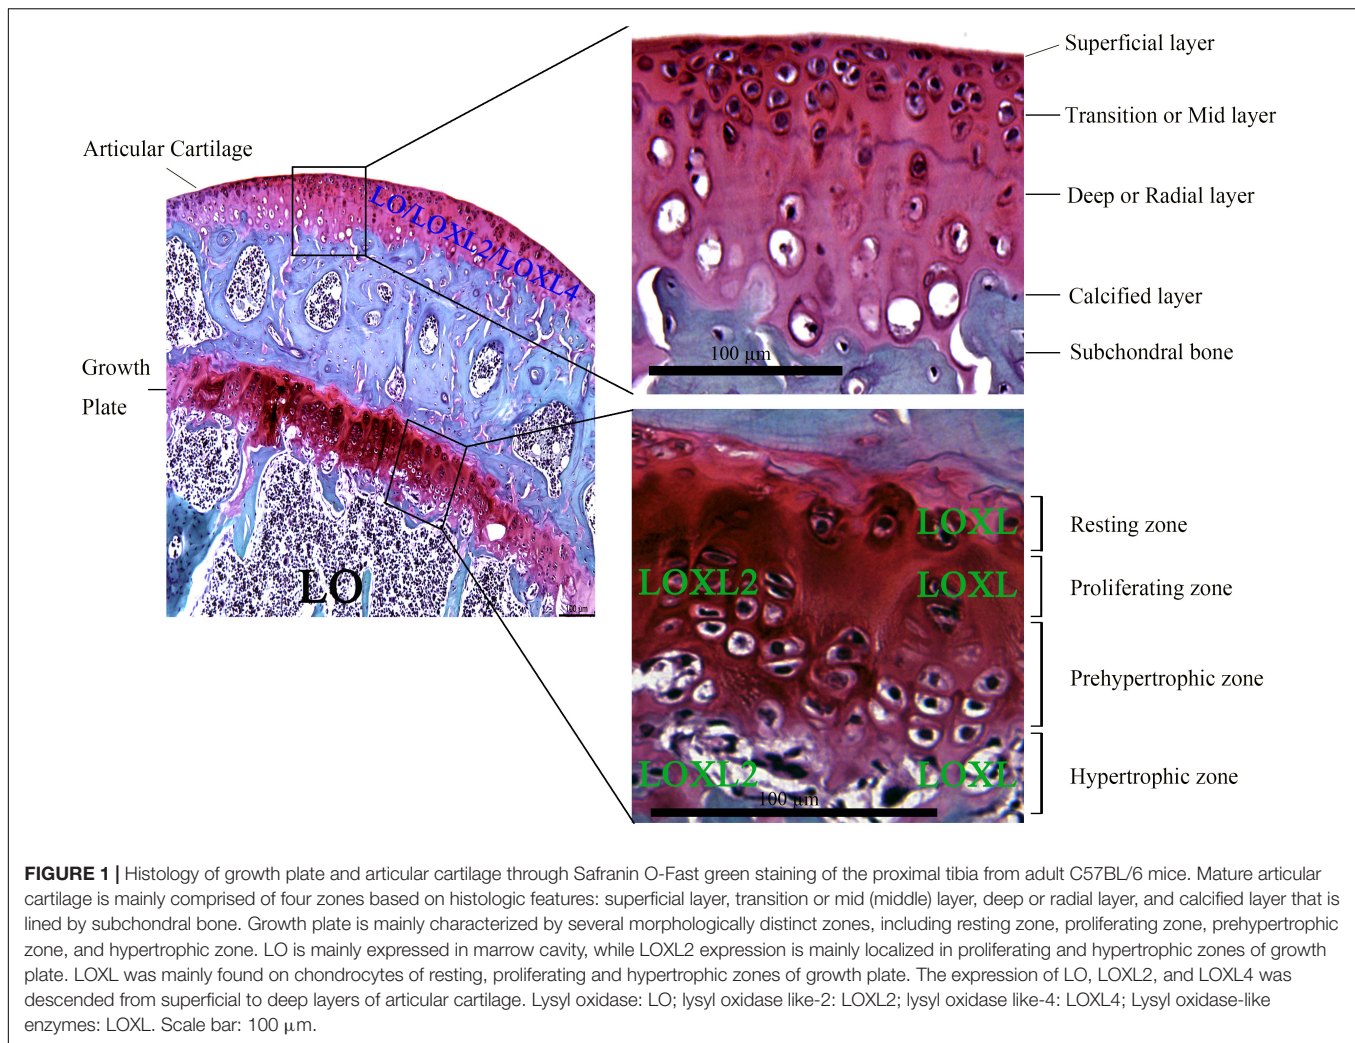 Articular Cartilage
LO/LOXL2/LOXL4
Growth
Plate
LO
100 μm
Superficial layer
Transition or Mid layer
Deep or Radial layer
Calcified layer
100 μm
Subchondral bone
LOXL
Resting zone
LOXL2
LOXL
Proliferating zone
Prehypertrophic zone
LOXL2
LOXL
Hypertrophic zone
100 μm
FIGURE 1 | Histology of growth plate and articular cartilage through Safranin O-Fast green staining of the proximal tibia from adult C57BL/6 mice. Mature articular
cartilage is mainly comprised of four zones based on histologic features: superficial layer, transition or mid (middle) layer, deep or radial layer, and calcified layer that is
lined by subchondral bone. Growth plate is mainly characterized by several morphologically distinct zones, including resting zone, proliferating zone, prehypertrophic
zone, and hypertrophic zone. LO is mainly expressed in marrow cavity, while LOXL2 expression is mainly localized in proliferating and hypertrophic zones of growth
plate. LOXL was mainly found on chondrocytes of resting, proliferating and hypertrophic zones of growth plate. The expression of LO, LOXL2, and LOXL4 was
descended from superficial to deep layers of articular cartilage. Lysyl oxidase: LO; lysyl oxidase like-2: LOXL2; lysyl oxidase like-4: LOXL4; Lysyl oxidase-like
enzymes: LOXL. Scale bar: 100 μm.